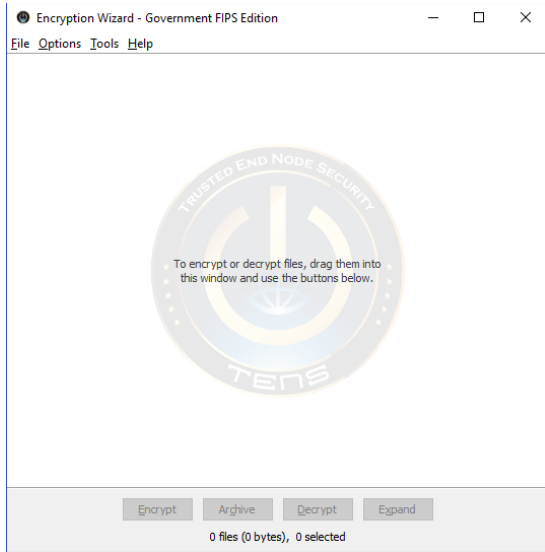 Encryption Wizard - Government FIPS Edition
File Options Tools Help
TRUSTED END NODE SECURITY
To encrypt or decrypt files, drag them into
this window and use the buttons below.
TENS
Encrypt Archive Decrypt Expand
0 files (0 bytes), 0 selected